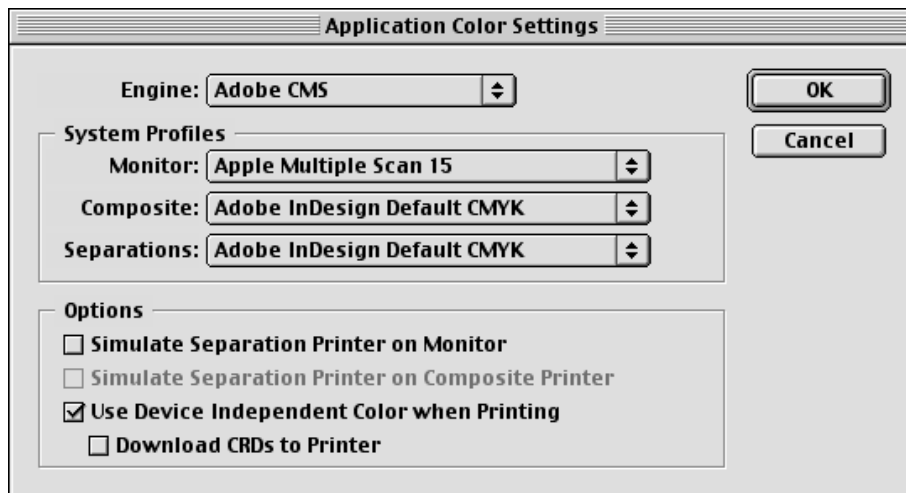 Application Color Settings
Engine: Adobe CMS
OK
System Profiles
Cancel
Monitor: Apple Multiple Scan 15
Composite: Adobe InDesign Default CMYK
Separations: Adobe InDesign Default CMYK
Options
Simulate Separation Printer on Monitor
Simulate Separation Printer on Composite Printer
Use Device Independent Color when Printing
Download CRDs to Printer